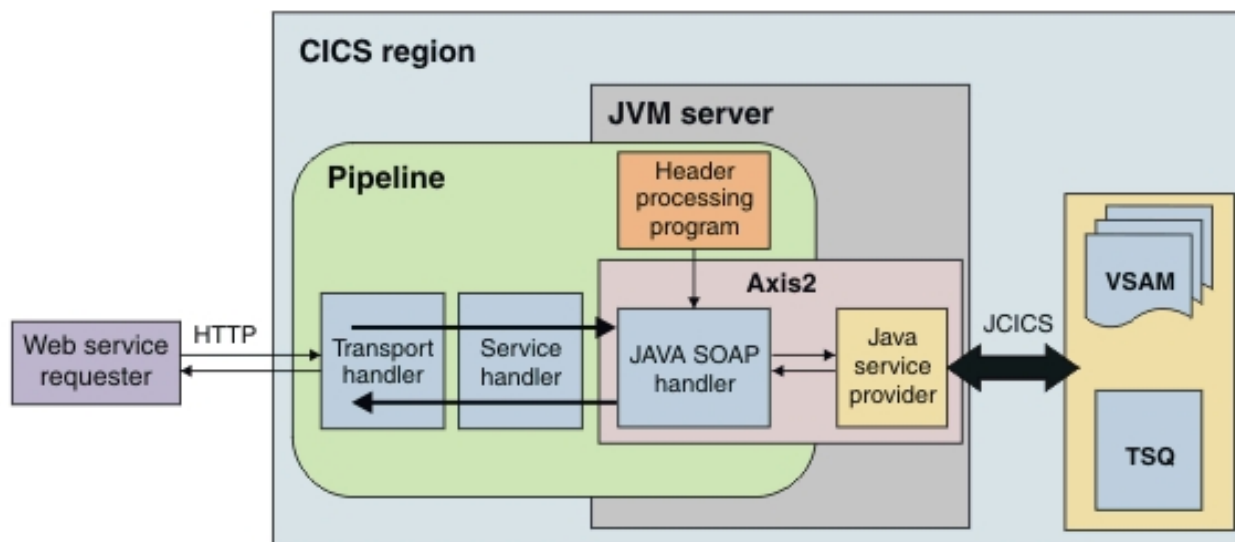 CICS region
JVM server
Pipeline
Header
processing
program
Axis2
VSAM
HTTP
JCICS
Web service
requester
Transport
handler
Service
handler
JAVA SOAP
handler
Java
service
provider
TSQ